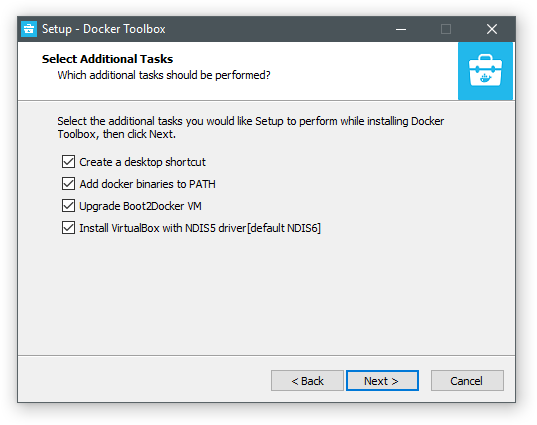 Setup - Docker Toolbox
Select Additional Tasks
Which additional tasks should be performed?
Select the additional tasks you would like Setup to perform while installing Docker
Toolbox, then click Next.
Create a desktop shortcut
Add docker binaries to PATH
Upgrade Boot2Docker VM
Install VirtualBox with NDIS5 driver[default NDIS6]
< Back
Next >
Cancel